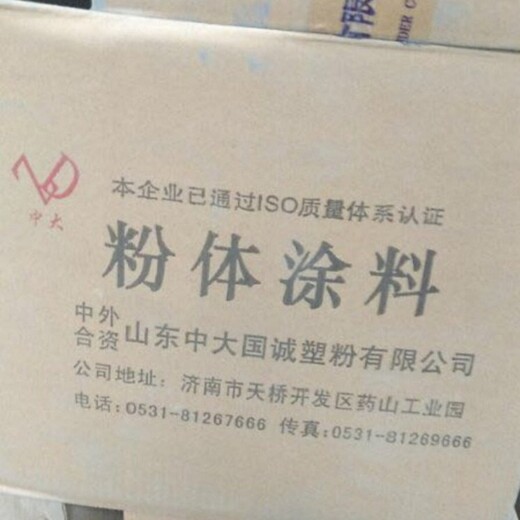 有限
DER C
中大
本企业已通过ISO质量体系认证
粉体涂料
中外合资山东中大国诚塑粉有限公司
公司地址：济南市天桥开发区药山工业园
电话：0531-81267666 传真：0531-81269666